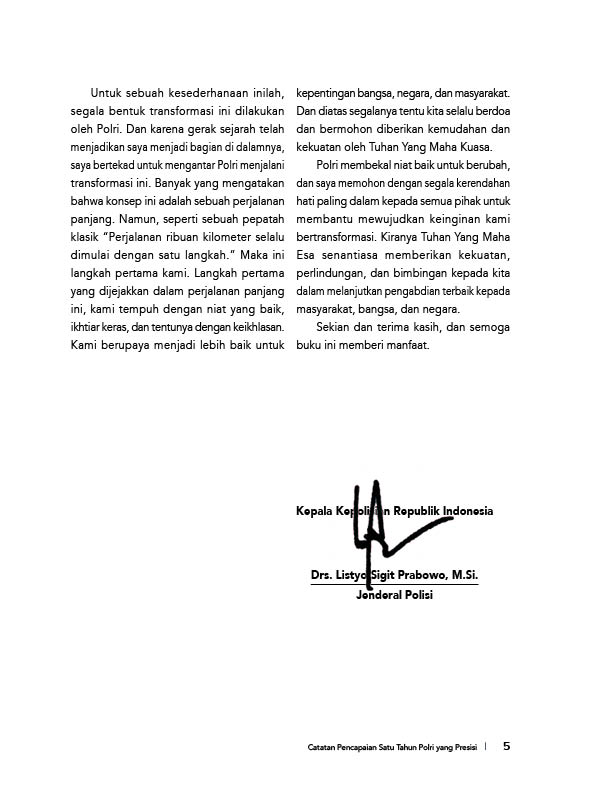 Untuk sebuah kesederhanaan inilah,
segala bentuk transformasi ini dilakukan
oleh Polri. Dan karena gerak sejarah telah
menjadikan saya menjadi bagian di dalamnya,
saya bertekad untuk mengantar Polri menjalani
transformasi ini. Banyak yang mengatakan
bahwa konsep ini adalah sebuah perjalanan
panjang. Namun, seperti sebuah pepatah
klasik “Perjalanan ribuan kilometer selalu
dimulai dengan satu langkah.” Maka ini
langkah pertama kami. Langkah pertama
yang dijejakkan dalam perjalanan panjang
ini, kami tempuh dengan niat yang baik,
ikhtiar keras, dan tentunya dengan keikhlasan.
Kami berupaya menjadi lebih baik untuk
kepentingan bangsa, negara, dan masyarakat.
Dan diatas segalanya tentu kita selalu berdoa
dan bermohon diberikan kemudahan dan
kekuatan oleh Tuhan Yang Maha Kuasa.
Polri membekal niat baik untuk berubah,
dan saya memohon dengan segala kerendahan
hati paling dalam kepada semua pihak untuk
membantu mewujudkan keinginan kami
bertransformasi. Kiranya Tuhan Yang Maha
Esa senantiasa memberikan kekuatan,
perlindungan, dan bimbingan kepada kita
dalam melanjutkan pengabdian terbaik kepada
masyarakat, bangsa, dan negara.
Sekian dan terima kasih, dan semoga
buku ini memberi manfaat.
Kepala Kepolisian Republik Indonesia
Drs. Listyo Sigit Prabowo, M.Si.
Jenderal Polisi
Catatan Pencapaian Satu Tahun Polri yang Presisi | 5